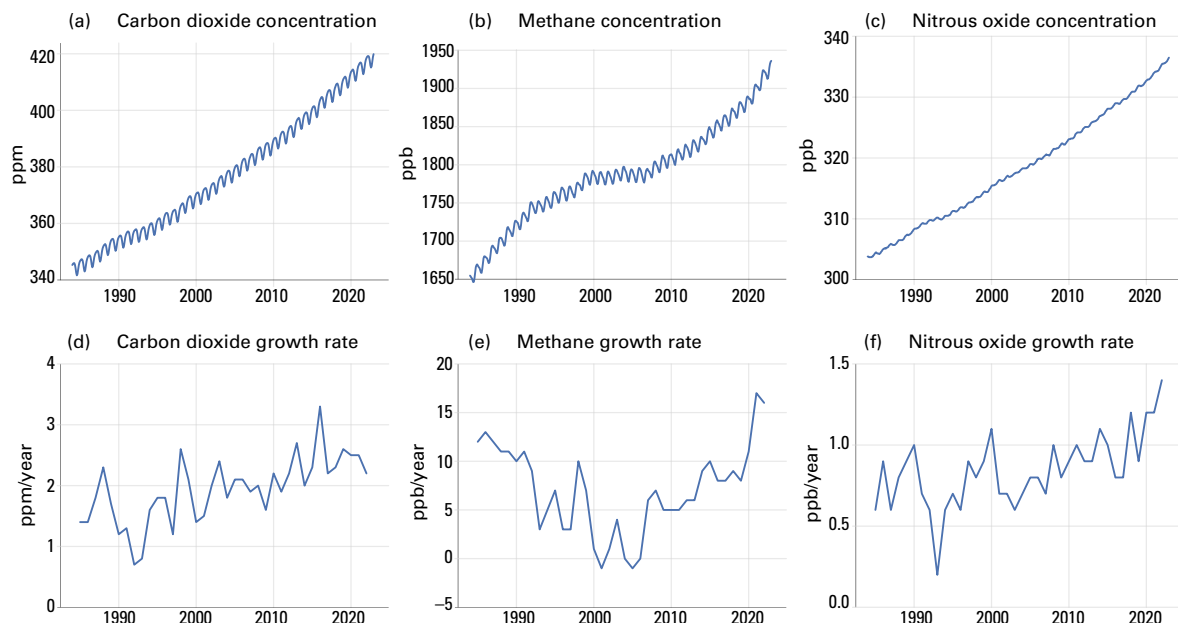 (a) Carbon dioxide concentration
ppm
420
400
380
360
340
1990 2000 2010 2020
(b) Methane concentration
ppb
1950
1900
1850
1800
1750
1700
1650
1990 2000 2010 2020
(c) Nitrous oxide concentration
ppb
340
330
320
310
300
1990 2000 2010 2020
(d) Carbon dioxide growth rate
ppm/year
4
3
2
1
0
1990 2000 2010 2020
(e) Methane growth rate
ppb/year
20
15
10
5
0
−5
1990 2000 2010 2020
(f) Nitrous oxide growth rate
ppb/year
1.5
1.0
0.5
0.0
1990 2000 2010 2020